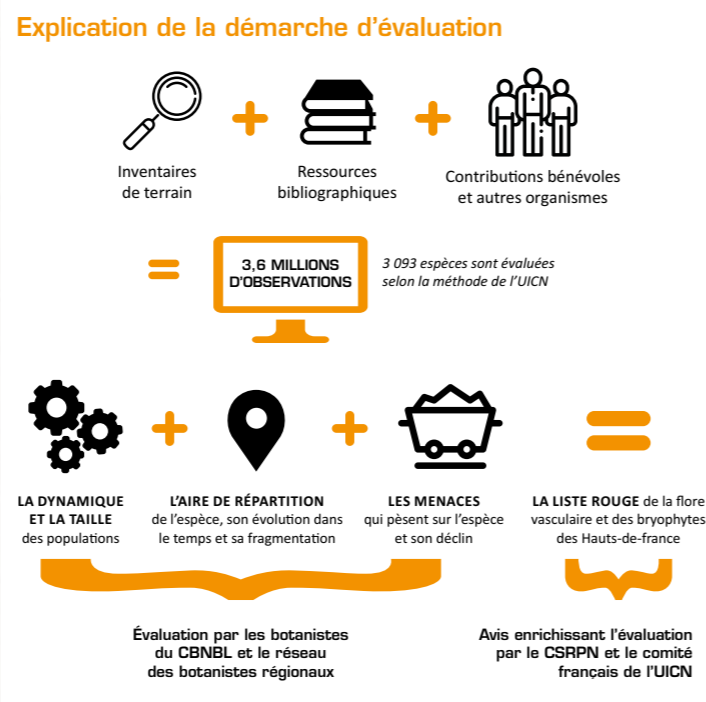 Explication de la démarche d'évaluation
Inventaires
de terrain
Ressources
bibliographiques
Contributions bénévoles
et autres organismes
3,6 MILLIONS
D'OBSERVATIONS
3 093 espèces sont évaluées
selon la méthode de l'UICN
LA DYNAMIQUE
ET LA TAILLE
des populations
L'AIRE DE RÉPARTITION
de l'espèce, son évolution dans
le temps et sa fragmentation
LES MENACES
qui pèsent sur l'espèce
et son déclin
LA LISTE ROUGE de la flore
vasculaire et des bryophytes
des Hauts-de-france
Évaluation par les botanistes
du CBNBL et le réseau
des botanistes régionaux
Avis enrichissant l'évaluation
par le CSRPN et le comité
français de l'UICN